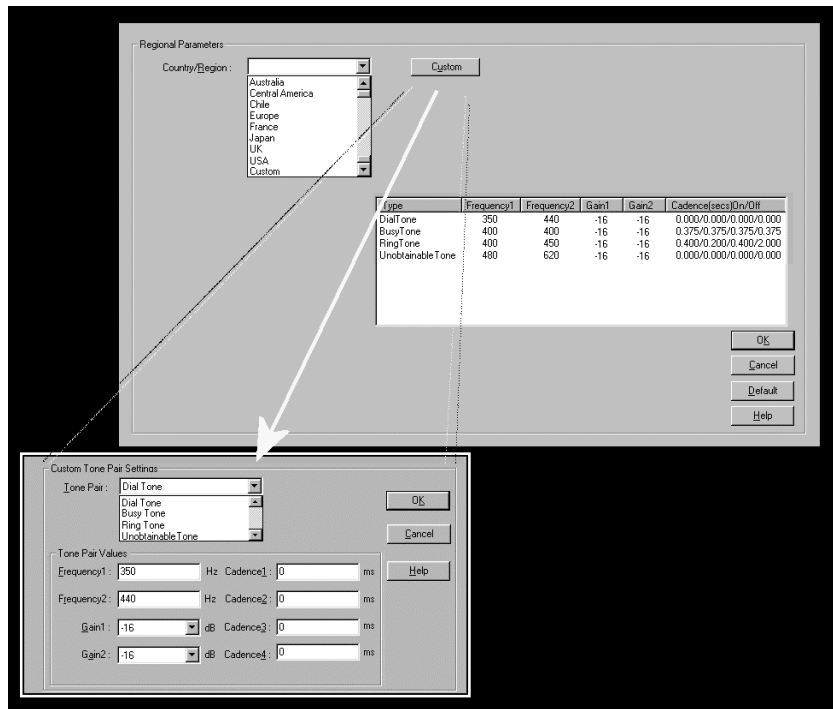 Regional Parameters
Country/Region :
Custom
Australia
Central America
Chile
Europe
France
Japan
UK
USA
Custom
Type Frequency1 Frequency2 Gain1 Gain2 Cadence(secs)On/Off
DialTone 350 440 -16 -16 0.000/0.000/0.000/0.000
BusyTone 400 400 -16 -16 0.375/0.375/0.375/0.375
RingTone 400 450 -16 -16 0.400/0.200/0.400/2.000
UnobtainableTone 480 620 -16 -16 0.000/0.000/0.000/0.000
OK
Cancel
Default
Help
Custom Tone Pair Settings
Tone Pair : Dial Tone
Dial Tone
Busy Tone
Ring Tone
Unobtainable Tone
OK
Cancel
Help
Tone Pair Values
Frequency1 : 350 Hz Cadence1 : 0 ms
Frequency2 : 440 Hz Cadence2 : 0 ms
Gain1 : -16 dB Cadence3 : 0 ms
Gain2 : -16 dB Cadence4 : 0 ms